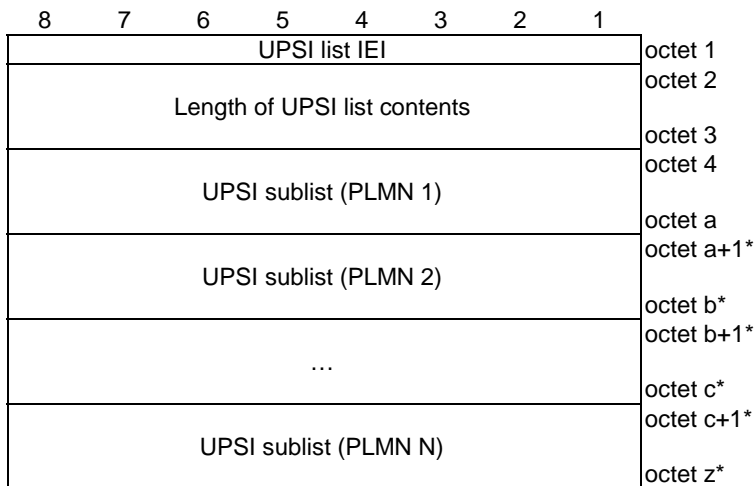 8 7 6 5 4 3 2 1
UPSI list IEI octet 1
octet 2
Length of UPSI list contents
octet 3
octet 4
UPSI sublist (PLMN 1)
octet a
octet a+1*
UPSI sublist (PLMN 2)
octet b*
octet b+1*
…
octet c*
octet c+1*
UPSI sublist (PLMN N)
octet z*